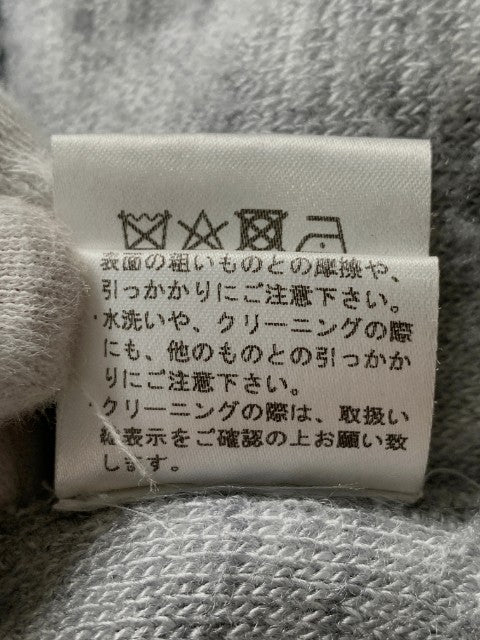 表面の粗いものとの摩擦や、
引っかかりにご注意下さい。
・水洗いや、クリーニングの際
にも、他のものとの引っかか
りにご注意下さい。
クリーニングの際は、取扱い
絵表示をご確認の上お願い致
します。